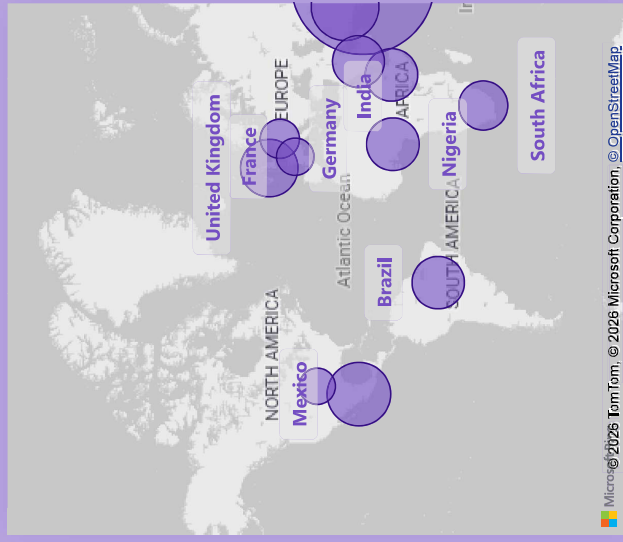 EUROPE
United Kingdom
France
Germany
India
AFRICA
South Africa
Nigeria
Atlantic Ocean
SOUTH AMERICA
Brazil
NORTH AMERICA
Mexico
© 2026 TomTom, © 2026 Microsoft Corporation, © OpenStreetMap